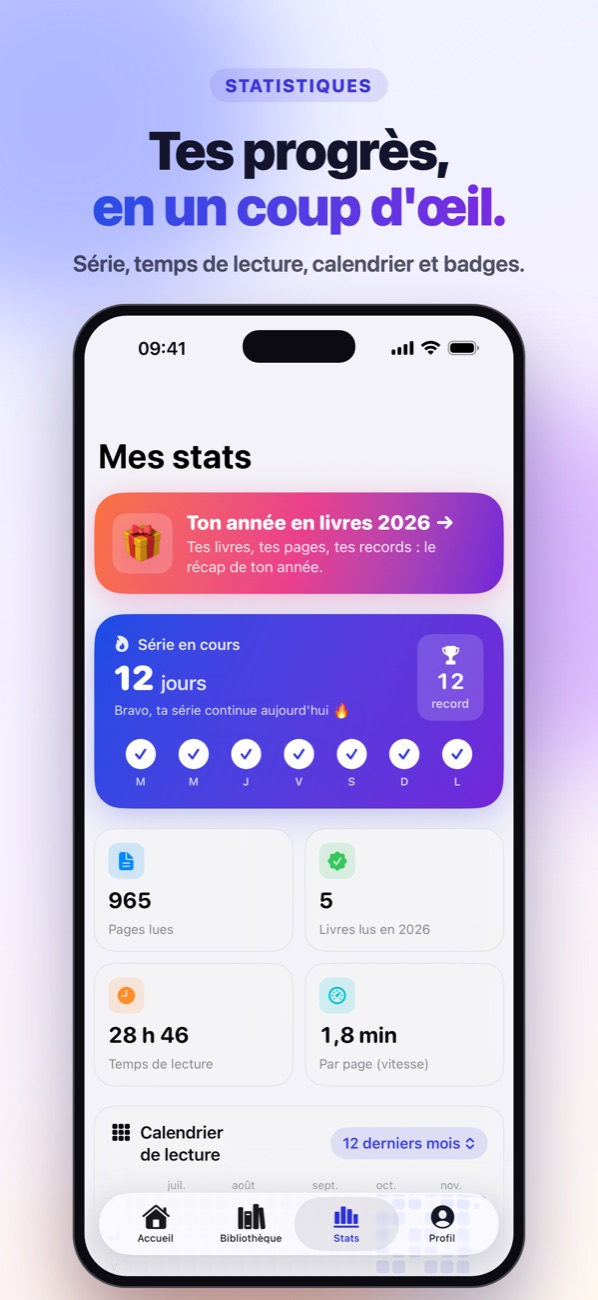 STATISTIQUES
Tes progrès,
en un coup d'œil.
Série, temps de lecture, calendrier et badges.
09:41
Mes stats
Ton année en livres 2026 →
Tes livres, tes pages, tes records : le
récap de ton année.
Série en cours
12 jours
Bravo, ta série continue aujourd'hui 🔥
12
record
M M J V S D L
965
Pages lues
5
Livres lus en 2026
28 h 46
Temps de lecture
1,8 min
Par page (vitesse)
Calendrier
de lecture
12 derniers mois
juil. août sept. oct. nov.
Accueil Bibliothèque Stats Profil